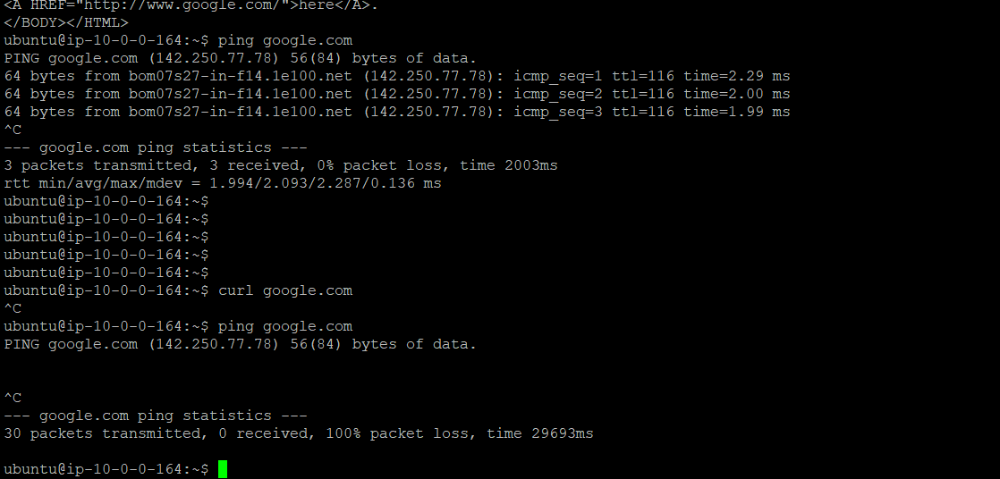 <A HREF="http://www.google.com/">here</A>.
</BODY></HTML>
ubuntu@ip-10-0-0-164:~$ ping google.com
PING google.com (142.250.77.78) 56(84) bytes of data.
64 bytes from bom07s27-in-f14.1e100.net (142.250.77.78): icmp_seq=1 ttl=116 time=2.29 ms
64 bytes from bom07s27-in-f14.1e100.net (142.250.77.78): icmp_seq=2 ttl=116 time=2.00 ms
64 bytes from bom07s27-in-f14.1e100.net (142.250.77.78): icmp_seq=3 ttl=116 time=1.99 ms
^C
--- google.com ping statistics ---
3 packets transmitted, 3 received, 0% packet loss, time 2003ms
rtt min/avg/max/mdev = 1.994/2.093/2.287/0.136 ms
ubuntu@ip-10-0-0-164:~$
ubuntu@ip-10-0-0-164:~$
ubuntu@ip-10-0-0-164:~$
ubuntu@ip-10-0-0-164:~$
ubuntu@ip-10-0-0-164:~$
ubuntu@ip-10-0-0-164:~$ curl google.com
^C
ubuntu@ip-10-0-0-164:~$ ping google.com
PING google.com (142.250.77.78) 56(84) bytes of data.
^C
--- google.com ping statistics ---
30 packets transmitted, 0 received, 100% packet loss, time 29693ms
ubuntu@ip-10-0-0-164:~$